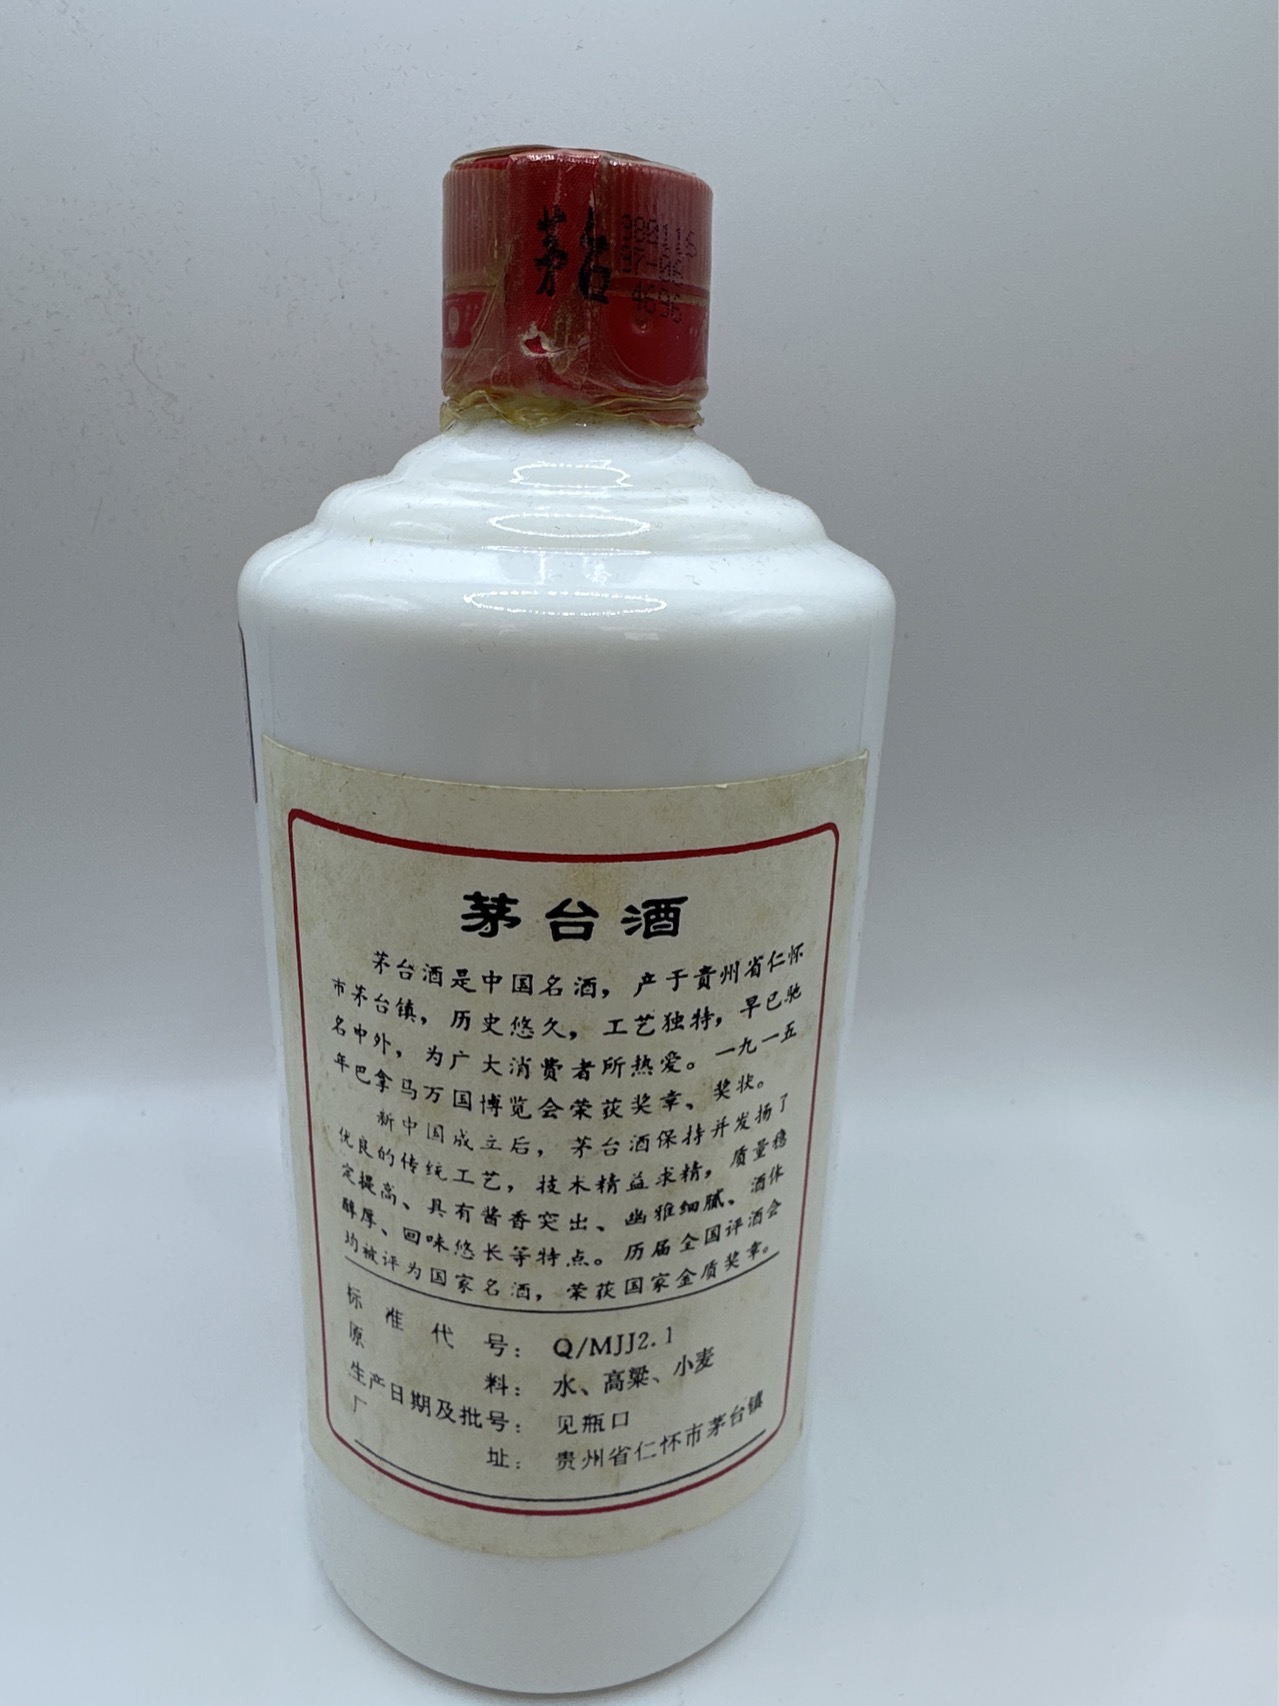 茅台
4696
茅台酒
茅台酒是中国名酒，产于贵州省仁怀
市茅台镇，历史悠久，工艺独特，早已驰
名中外，为广大消费者所热爱。一九一五
年巴拿马万国博览会荣获奖章、奖状。
新中国成立后，茅台酒保持并发扬了
优良的传统工艺，技术精益求精，质量稳
定提高、具有酱香突出、幽雅细腻、酒体
醇厚、回味悠长等特点。历届全国评酒会
均被评为国家名酒，荣获国家金质奖章。
标准代号：Q/MJJ2.1
原料：水、高粱、小麦
生产日期及批号：见瓶口
厂址：贵州省仁怀市茅台镇